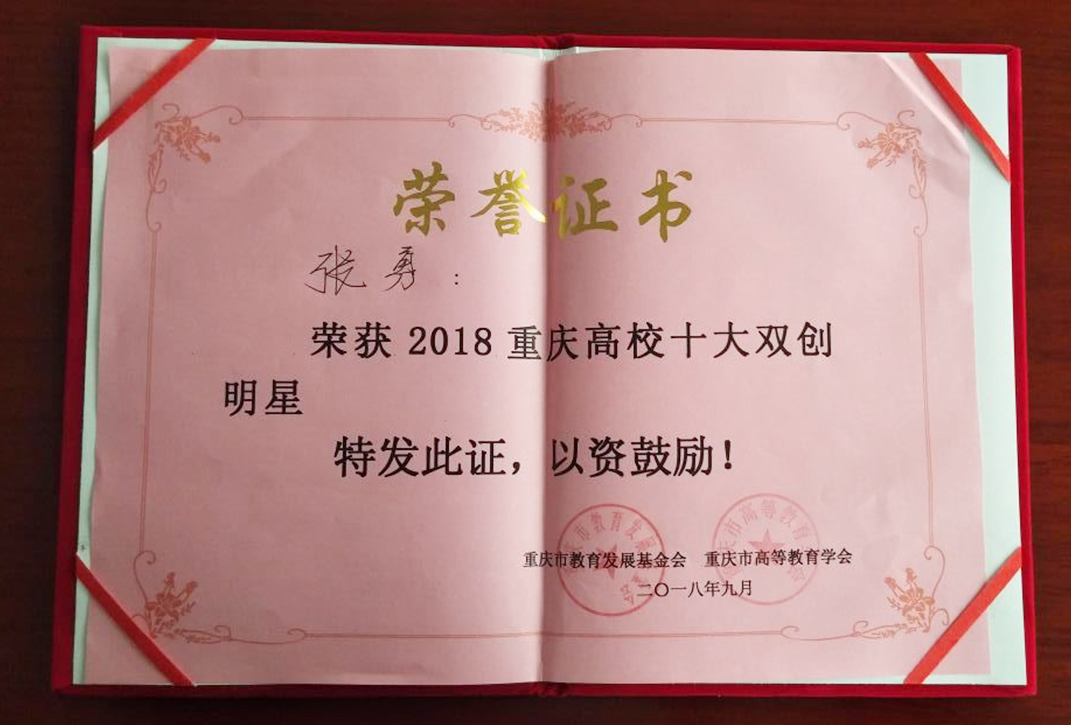 荣誉证书
张勇：
荣获 2018 重庆高校十大双创
明星
特发此证，以资鼓励！
重庆市教育发展基金会 重庆市高等教育学会
二〇一八年九月